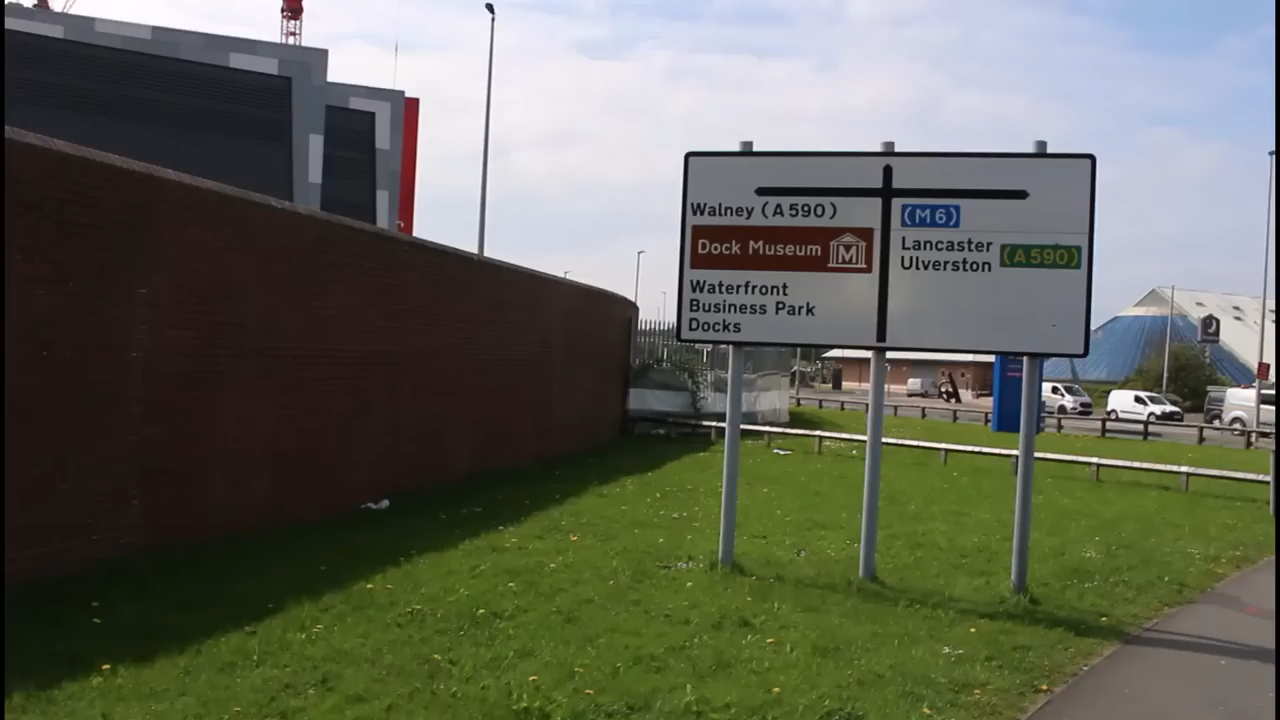 Walney (A590)
Dock Museum M
Waterfront
Business Park
Docks
(M6)
Lancaster
Ulverston
(A590)